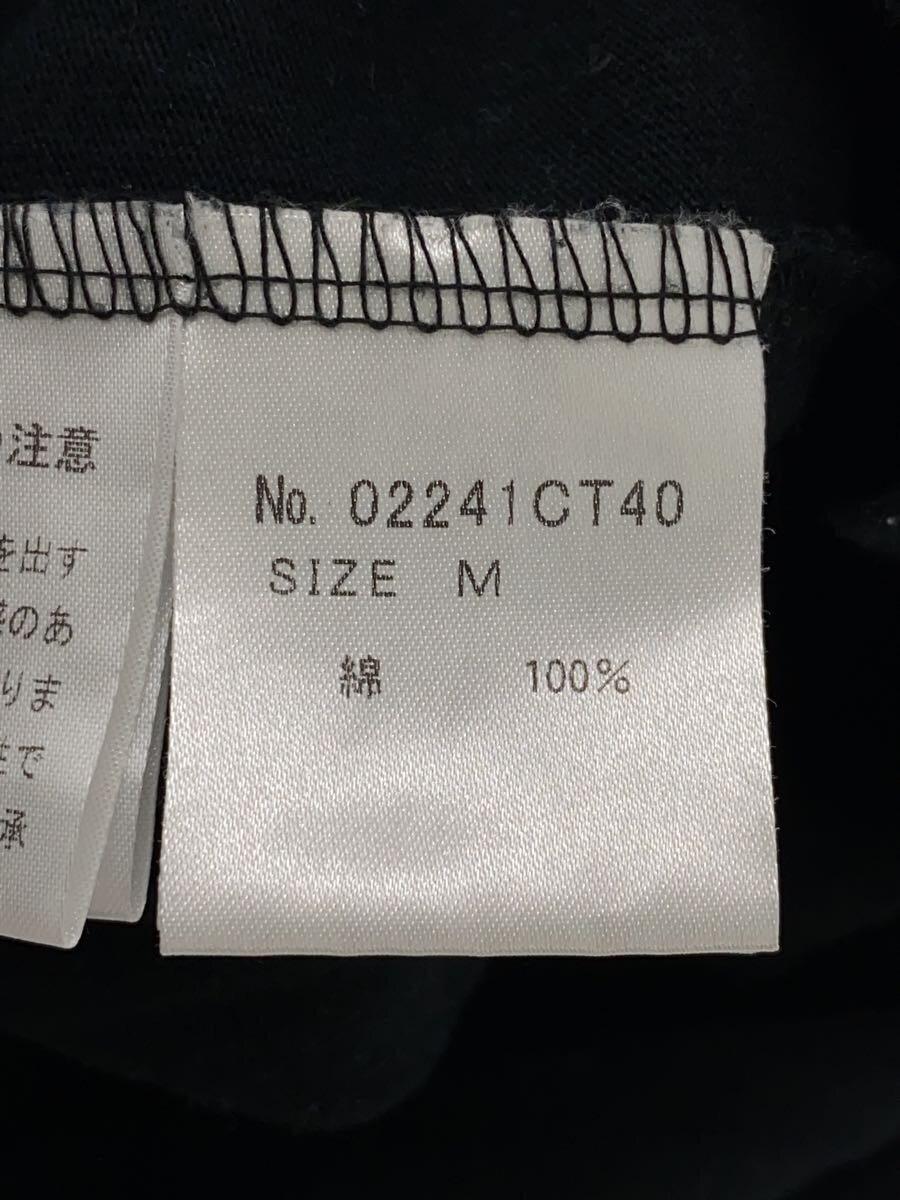 注意
を出す
のあ
りま
で
承
No. 02241CT40
SIZE M
綿 100%